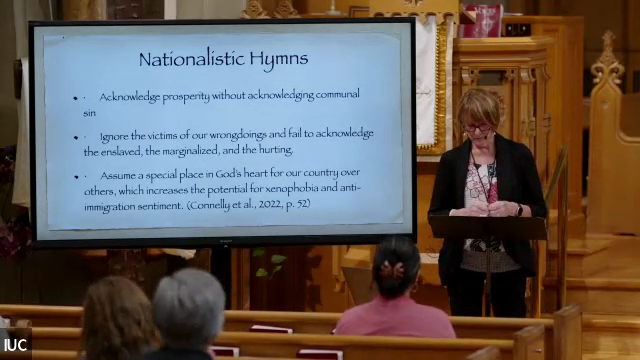 Nationalistic Hymns
Acknowledge prosperity without acknowledging communal
sin
Ignore the victims of our wrongdoings and fail to acknowledge
the enslaved, the marginalized, and the hurting.
Assume a special place in God's heart for our country over
others, which increases the potential for xenophobia and anti-
immigration sentiment. (Connelly et al., 2022, p. 52)
IUC